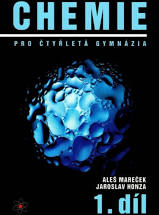 CHEMIE
PRO ČTYŘLETÁ GYMNÁZIA
ALEŠ MAREČEK
JAROSLAV HONZA
1. díl